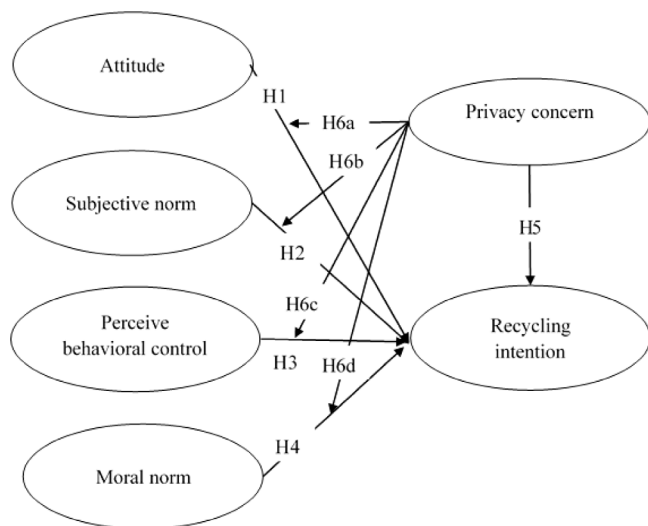 Attitude
H1
Privacy concern
H6a
H6b
Subjective norm
H5
H2
H6c
Perceive
behavioral control
Recycling
intention
H3
H6d
H4
Moral norm